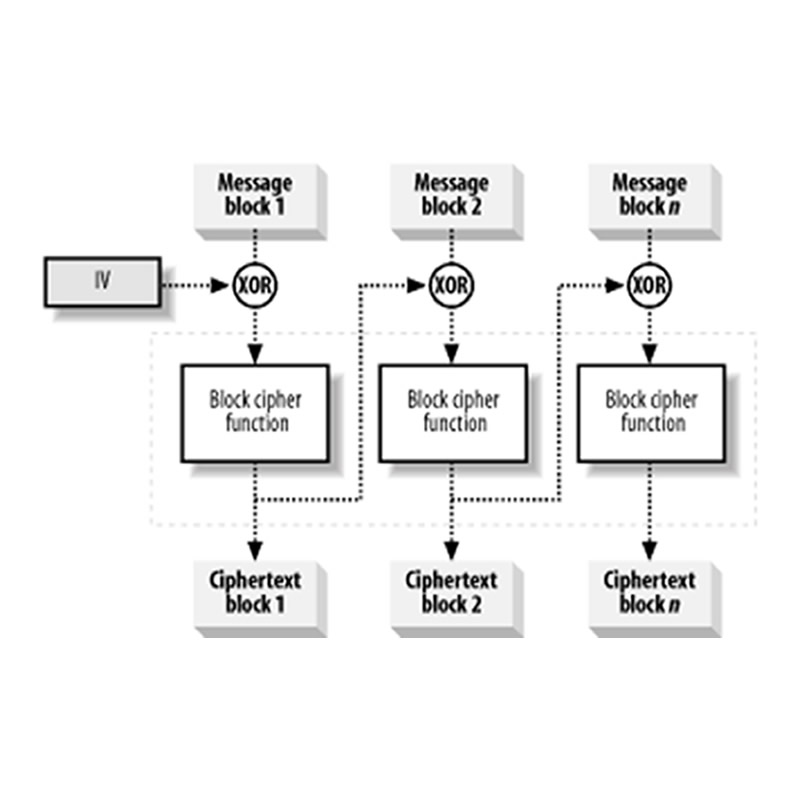 Message
block 1
Message
block 2
Message
block n
IV
XOR
XOR
XOR
Block cipher
function
Block cipher
function
Block cipher
function
Ciphertext
block 1
Ciphertext
block 2
Ciphertext
block n